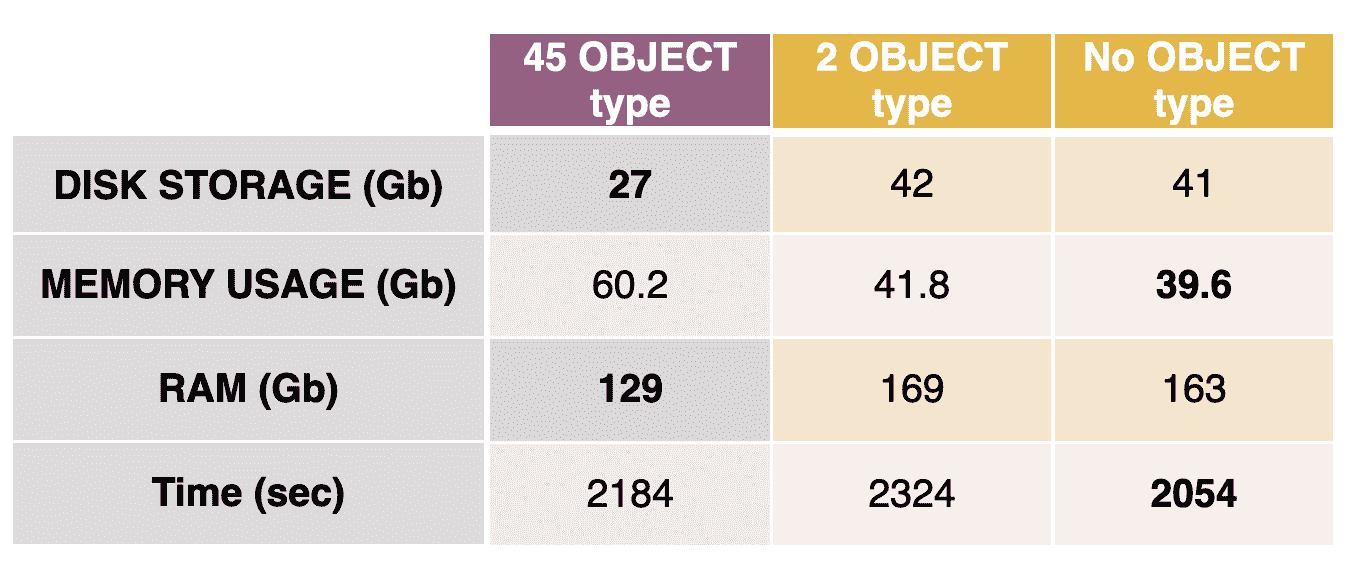 45 OBJECT
type
2 OBJECT
type
No OBJECT
type
DISK STORAGE (Gb)
27
42
41
MEMORY USAGE (Gb)
60.2
41.8
39.6
RAM (Gb)
129
169
163
Time (sec)
2184
2324
2054